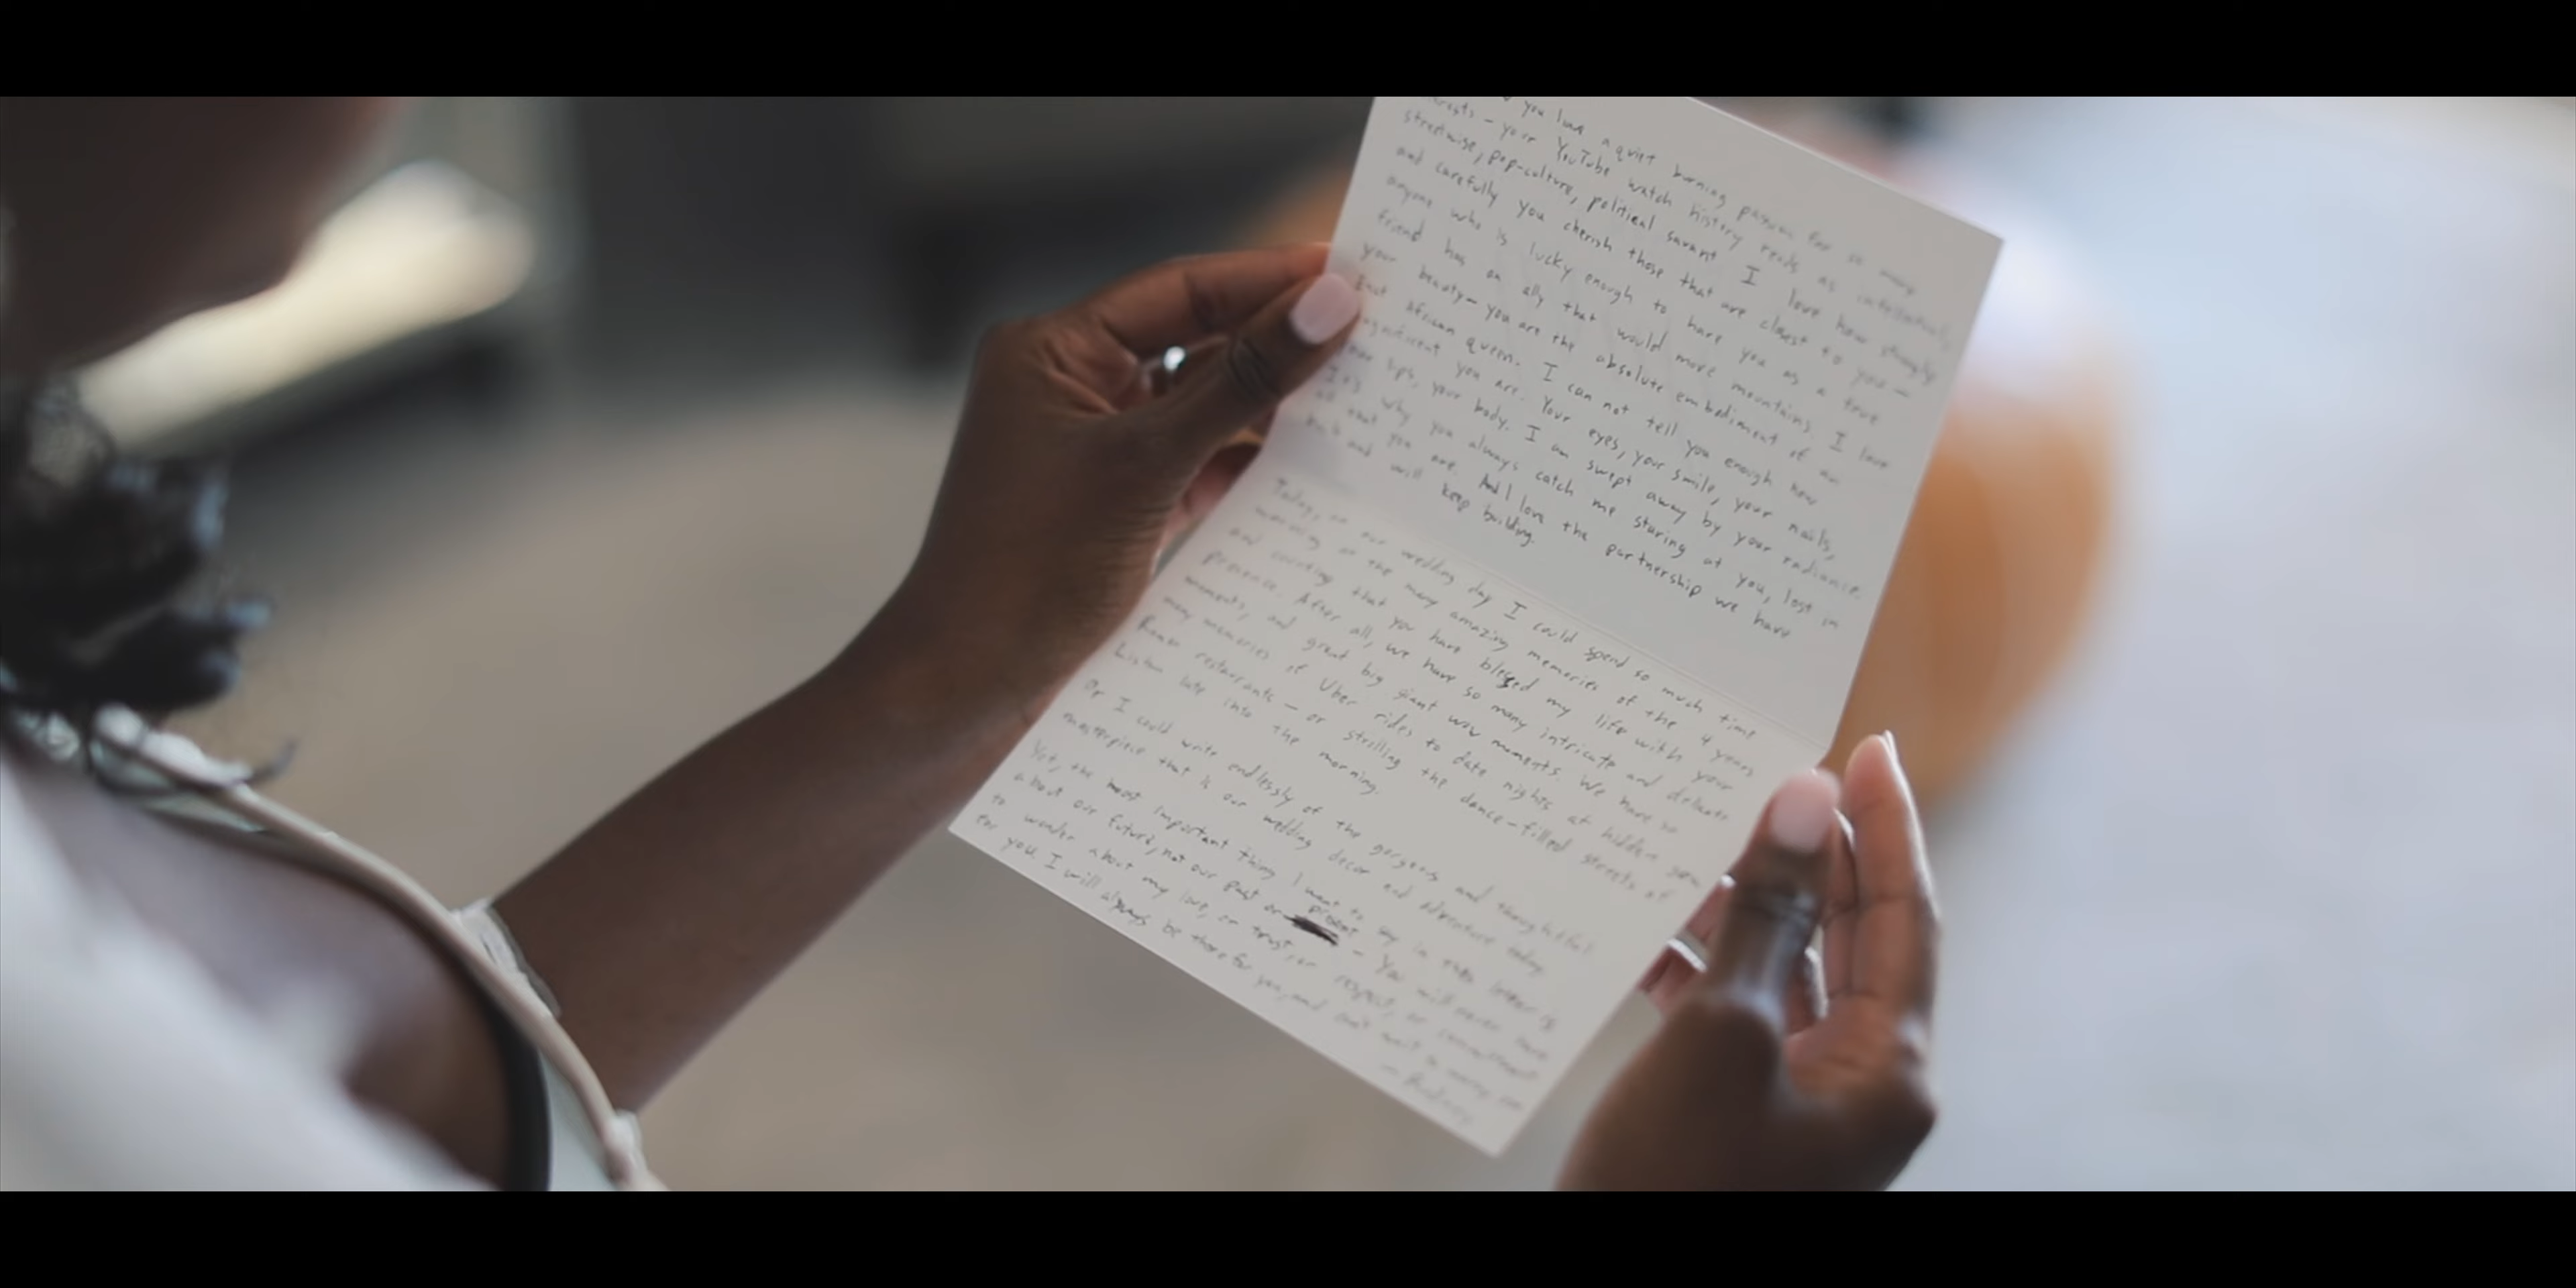 you have a quiet burning passion for so many
- your YouTube watch history reads as intellectual,
streetwise, pop-culture, political savant I love how strongly
and carefully you cherish those that are closest to you -
anyone who is lucky enough to have you as a true
friend has an ally that would move mountains. I love
your beauty - you are the absolute embodiment of an
East African queen. I can not tell you enough how
you are. Your eyes, your smile, your nails,
your lips, your body. I am swept away by your radiance.
It's why you always catch me staring at you, lost in
all that you are. And I love the partnership we have
and will keep building.
Today, on our wedding day I could spend so much time
on the many amazing memories of the 4 years
and counting that you have blessed my life with your
presence. After all, we have so many intricate and delicate
moments, and great big giant wow moments. We have so
many memories of Uber rides to date nights at hidden gem
restaurants - or strolling the dance-filled streets of
Lisbon late into the morning.
Or I could write endlessly of the gorgeous and thoughtful
masterpiece that is our wedding decor and adventure today.
Yet, the most important thing I want to say in this letter is
about our future, not our past or present - You will never have
to wonder about my love, or trust, or respect, or commitment
for you. I will always be there for you, and can't wait to marry you